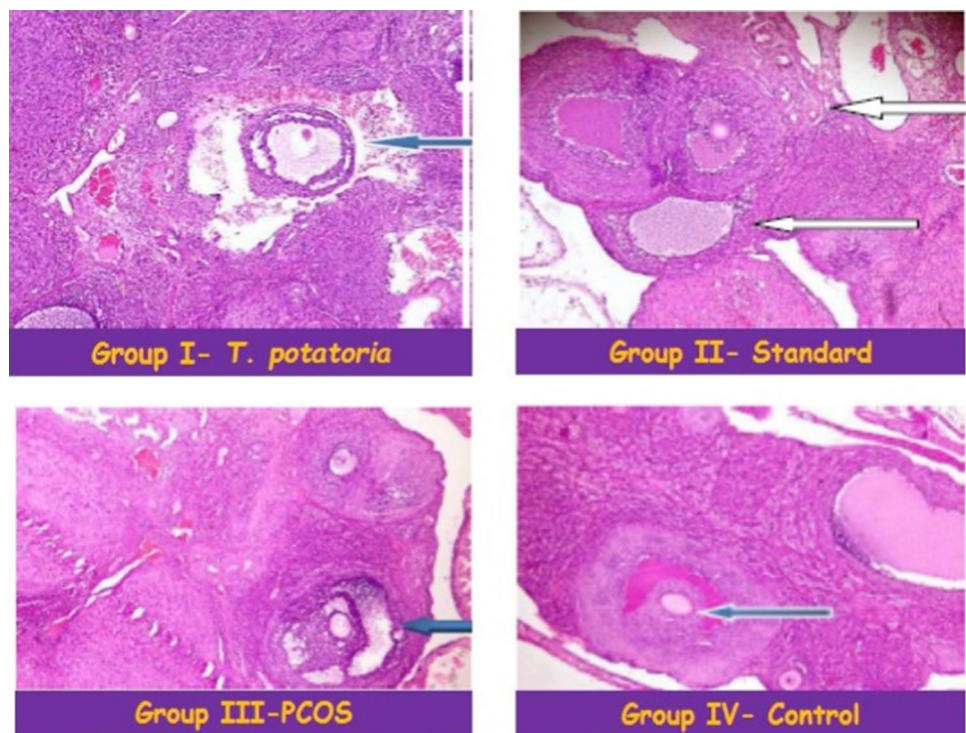 Group I- T. potatoria
Group II- Standard
Group III-PCOS
Group IV- Control